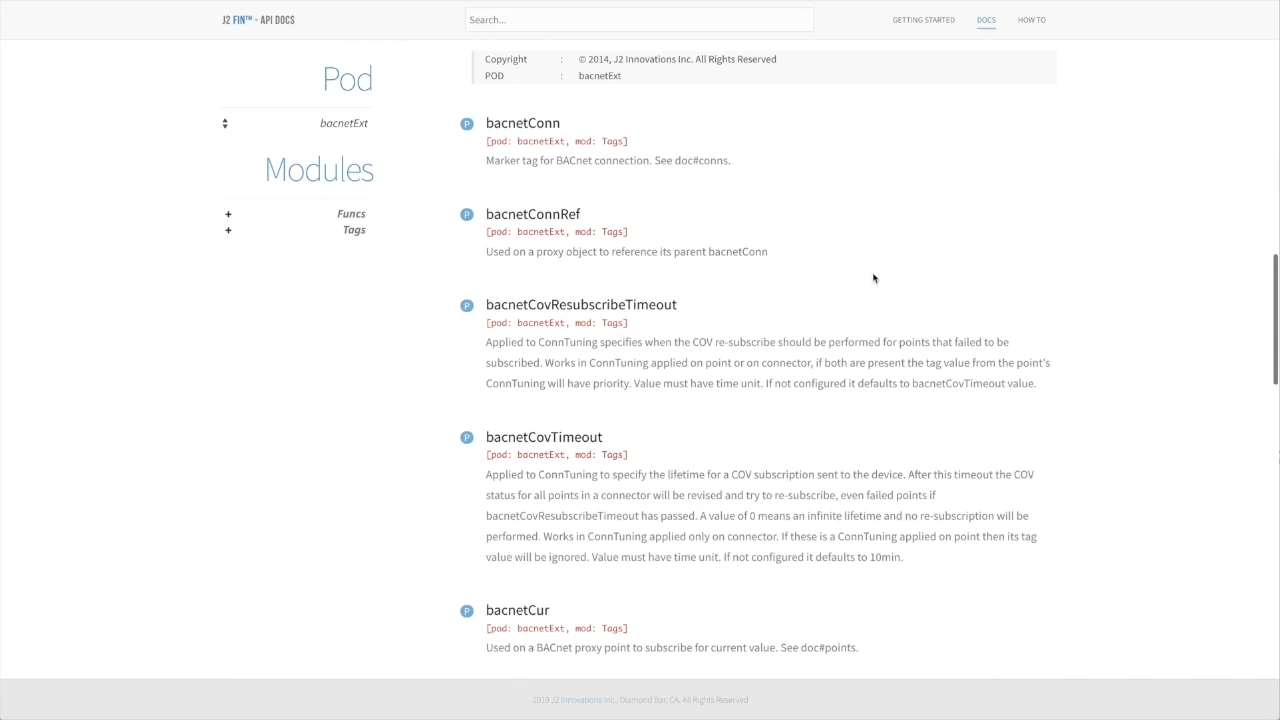 J2 FIN™ - API DOCS
Search...
GETTING STARTED
DOCS
HOW TO
Pod
bacnetExt
Modules
+ Funcs
+ Tags
Copyright : © 2014, J2 Innovations Inc. All Rights Reserved
POD : bacnetExt
P bacnetConn
[pod: bacnetExt, mod: Tags]
Marker tag for BACnet connection. See doc#conns.
P bacnetConnRef
[pod: bacnetExt, mod: Tags]
Used on a proxy object to reference its parent bacnetConn
P bacnetCovResubscribeTimeout
[pod: bacnetExt, mod: Tags]
Applied to ConnTuning specifies when the COV re-subscribe should be performed for points that failed to be
subscribed. Works in ConnTuning applied on point or on connector, if both are present the tag value from the point's
ConnTuning will have priority. Value must have time unit. If not configured it defaults to bacnetCovTimeout value.
P bacnetCovTimeout
[pod: bacnetExt, mod: Tags]
Applied to ConnTuning to specify the lifetime for a COV subscription sent to the device. After this timeout the COV
status for all points in a connector will be revised and try to re-subscribe, even failed points if
bacnetCovResubscribeTimeout has passed. A value of 0 means an infinite lifetime and no re-subscription will be
performed. Works in ConnTuning applied only on connector. If these is a ConnTuning applied on point then its tag
value will be ignored. Value must have time unit. If not configured it defaults to 10min.
P bacnetCur
[pod: bacnetExt, mod: Tags]
Used on a BACnet proxy point to subscribe for current value. See doc#points.
2019 J2 Innovations Inc., Diamond Bar, CA. All Rights Reserved